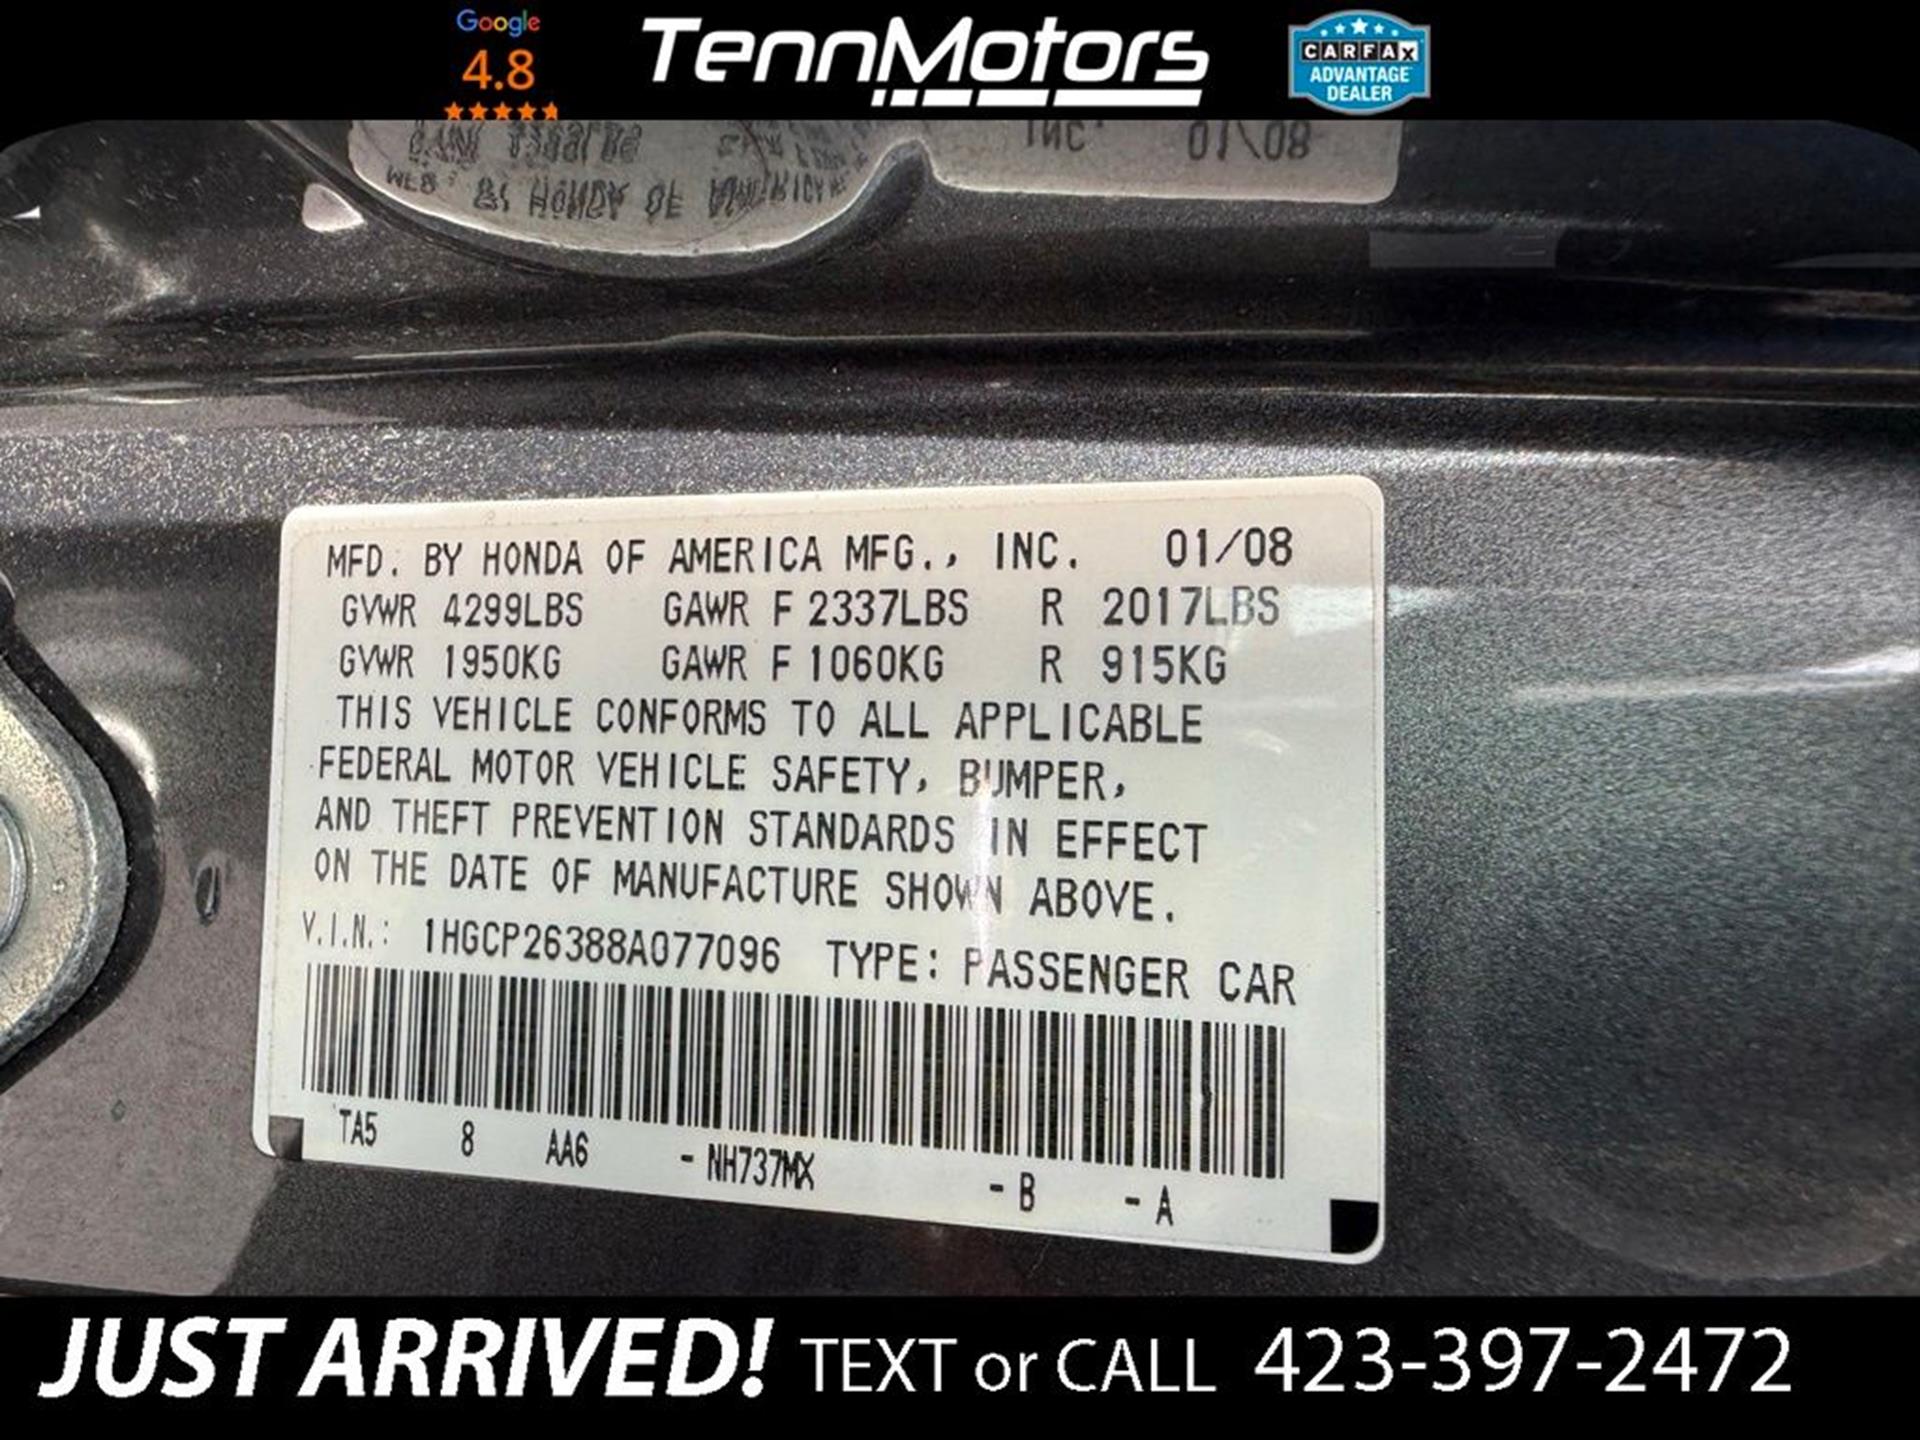 Google
4.8
TennMotors
CARFAX
ADVANTAGE
DEALER
INC. 01/08
HONDA OF AMERICA
MFD. BY HONDA OF AMERICA MFG., INC. 01/08
GVWR 4299LBS GAWR F 2337LBS R 2017LBS
GVWR 1950KG GAWR F 1060KG R 915KG
THIS VEHICLE CONFORMS TO ALL APPLICABLE
FEDERAL MOTOR VEHICLE SAFETY, BUMPER,
AND THEFT PREVENTION STANDARDS IN EFFECT
ON THE DATE OF MANUFACTURE SHOWN ABOVE.
V.I.N.: 1HGCP26388A077096 TYPE: PASSENGER CAR
TA5 8 AA6 - NH737MX - B - A
JUST ARRIVED! TEXT or CALL 423-397-2472